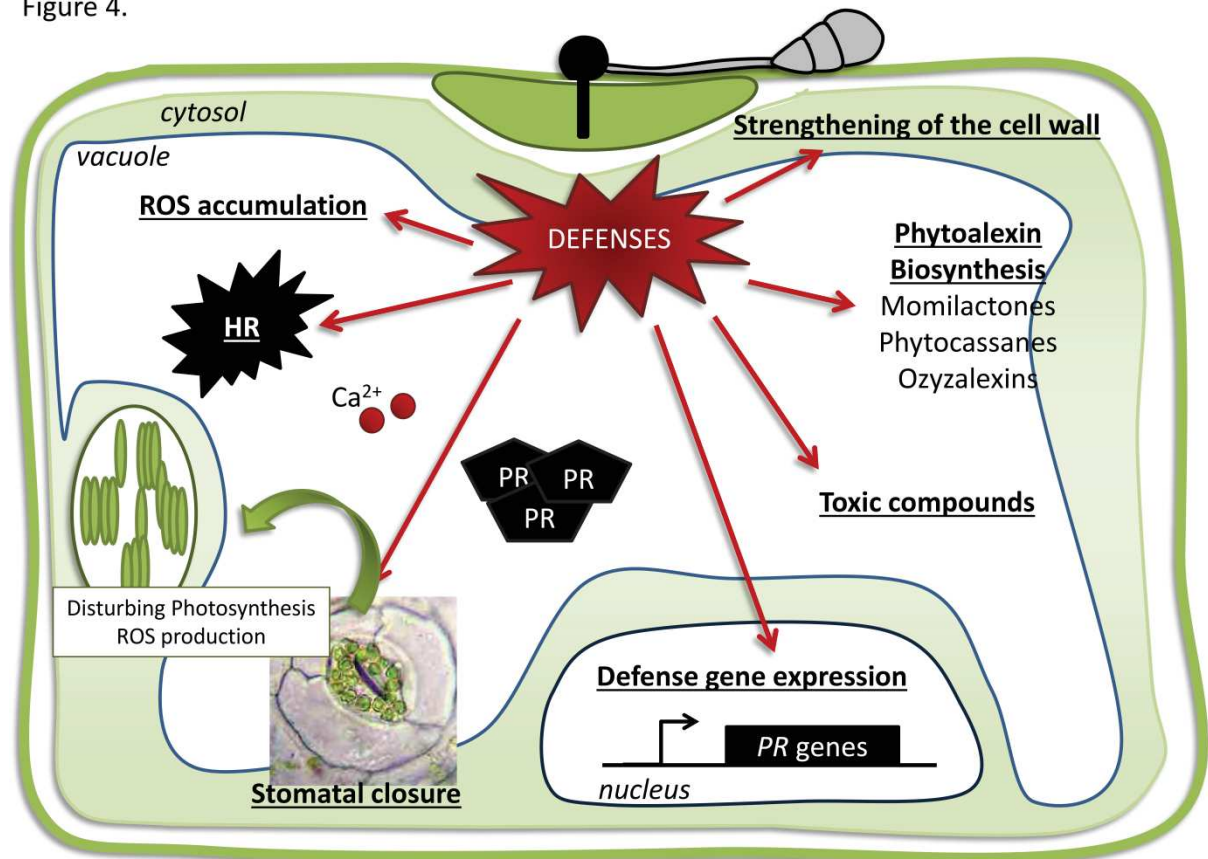 Figure 4.
cytosol
vacuole
Strengthening of the cell wall
ROS accumulation
DEFENSES
Phytoalexin
Biosynthesis
Momilactones
Phytocassanes
Ozyzalexins
HR
Ca²⁺
PR
PR
PR
Toxic compounds
Disturbing Photosynthesis
ROS production
Defense gene expression
PR genes
nucleus
Stomatal closure